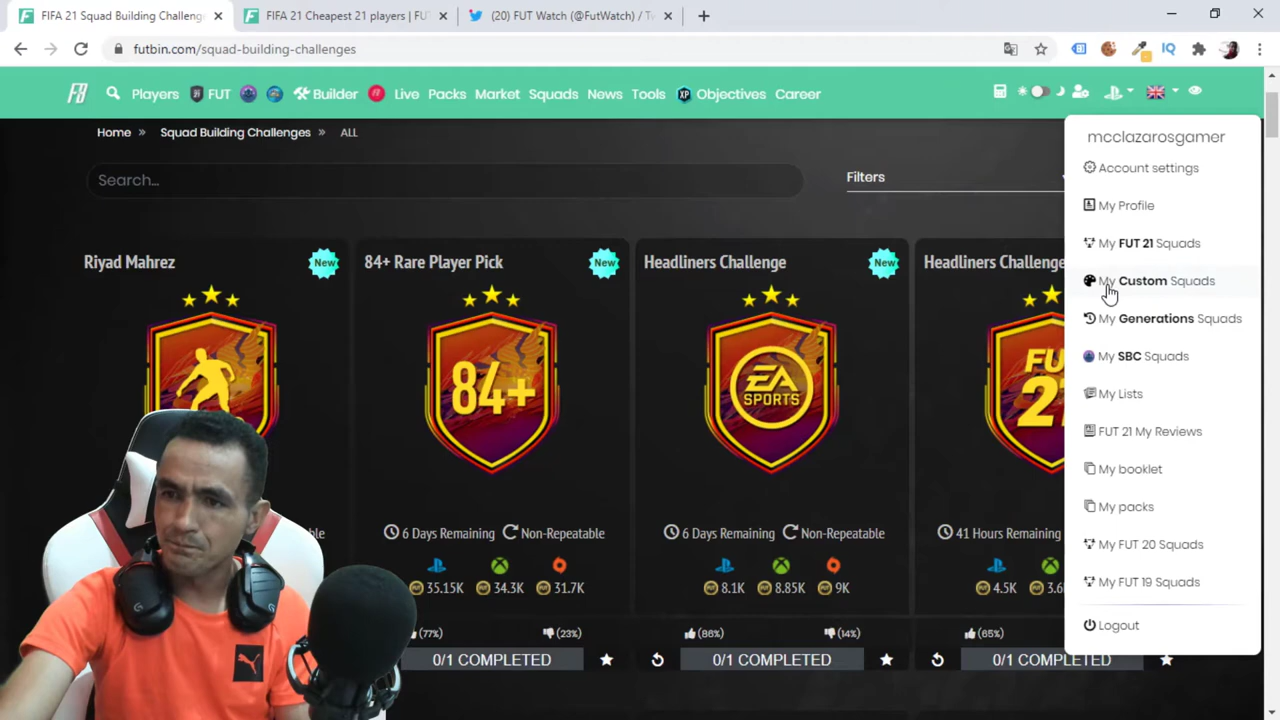 FIFA 21 Squad Building Challeng
FIFA 21 Cheapest 21 players | FUT
(20) FUT Watch (@FutWatch) / T
futbin.com/squad-building-challenges
IQ
F8 Players FUT Builder Live Packs Market Squads News Tools XP Objectives Career
Home » Squad Building Challenges » ALL
Search...
Filters
mcclazarosgamer
Account settings
My Profile
My FUT 21 Squads
My Custom Squads
My Generations Squads
My SBC Squads
My Lists
FUT 21 My Reviews
My booklet
My packs
My FUT 20 Squads
My FUT 19 Squads
Logout
Riyad Mahrez
New
84+ Rare Player Pick
New
84+
6 Days Remaining Non-Repeatable
35.15K 34.3K 31.7K
(77%) (23%)
0/1 COMPLETED
Headliners Challenge
New
EA
SPORTS
6 Days Remaining Non-Repeatable
8.1K 8.85K 9K
(86%) (14%)
0/1 COMPLETED
Headliners Challenge
FU
21
41 Hours Remaining
4.5K
(65%)
0/1 COMPLETED